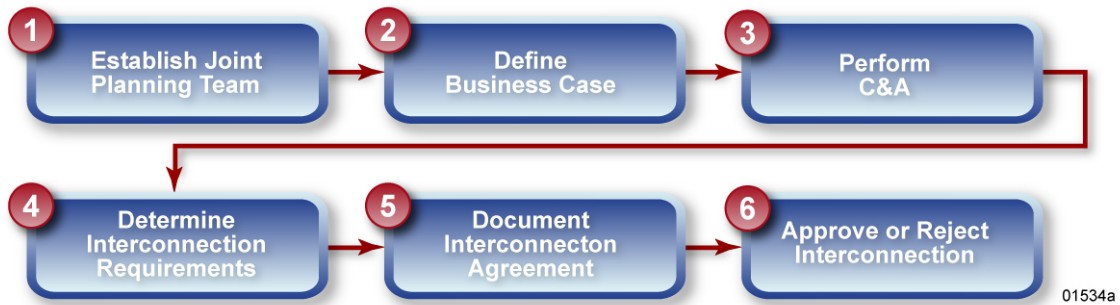 1
Establish Joint
Planning Team
2
Define
Business Case
3
Perform
C&A
4
Determine
Interconnection
Requirements
5
Document
Interconnecton
Agreement
6
Approve or Reject
Interconnection
01534a